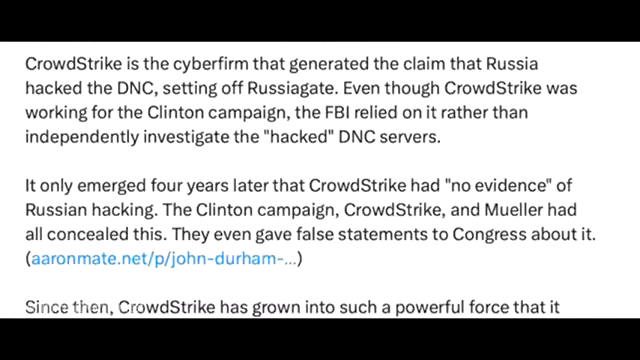 CrowdStrike is the cyberfirm that generated the claim that Russia
hacked the DNC, setting off Russiagate. Even though CrowdStrike was
working for the Clinton campaign, the FBI relied on it rather than
independently investigate the "hacked" DNC servers.
It only emerged four years later that CrowdStrike had "no evidence" of
Russian hacking. The Clinton campaign, CrowdStrike, and Mueller had
all concealed this. They even gave false statements to Congress about it.
(aaronmate.net/p/john-durham-...)
Since then, CrowdStrike has grown into such a powerful force that it